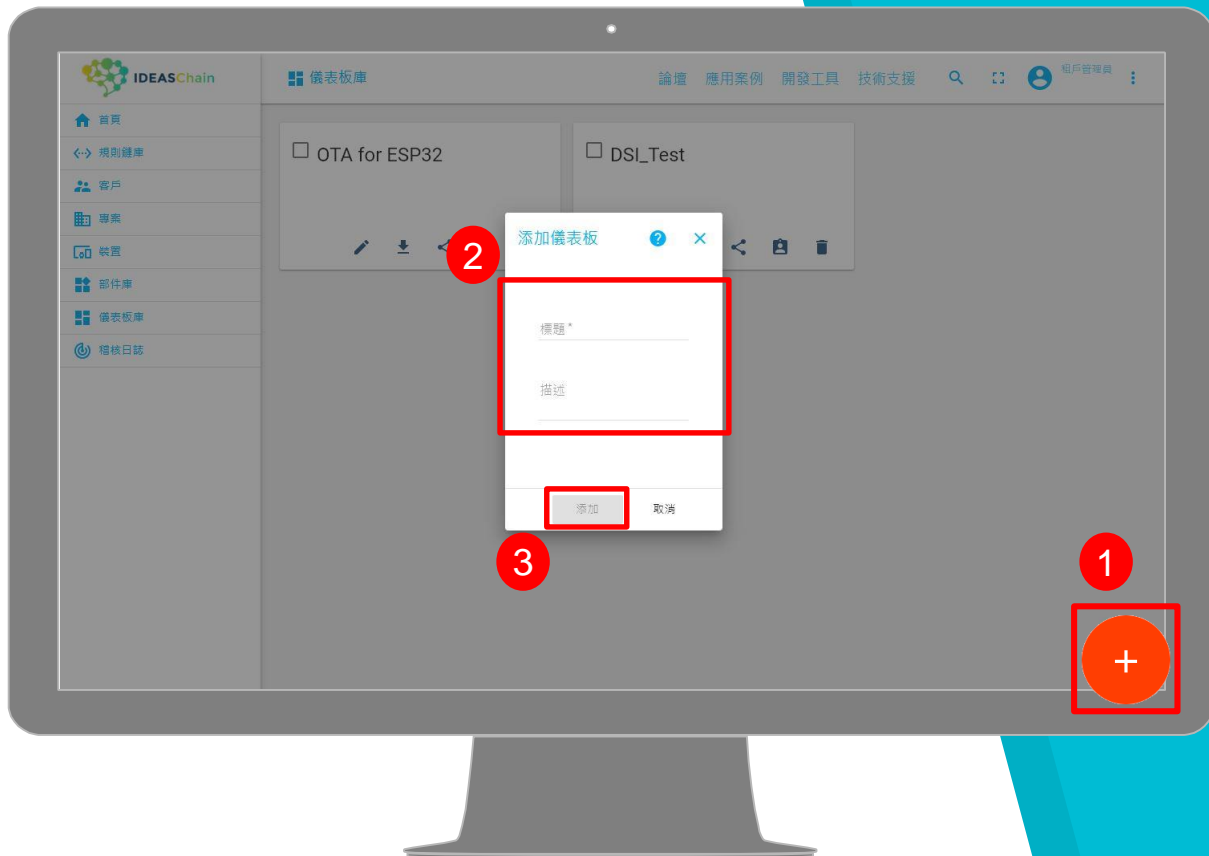 IDEASChain
儀表板庫
論壇 應用案例 開發工具 技術支援
租戶管理員
首頁
規則鏈庫
客戶
專案
裝置
部件庫
儀表板庫
稽核日誌
OTA for ESP32
DSI_Test
2
添加儀表板
標題*
描述
添加
取消
3
1
+